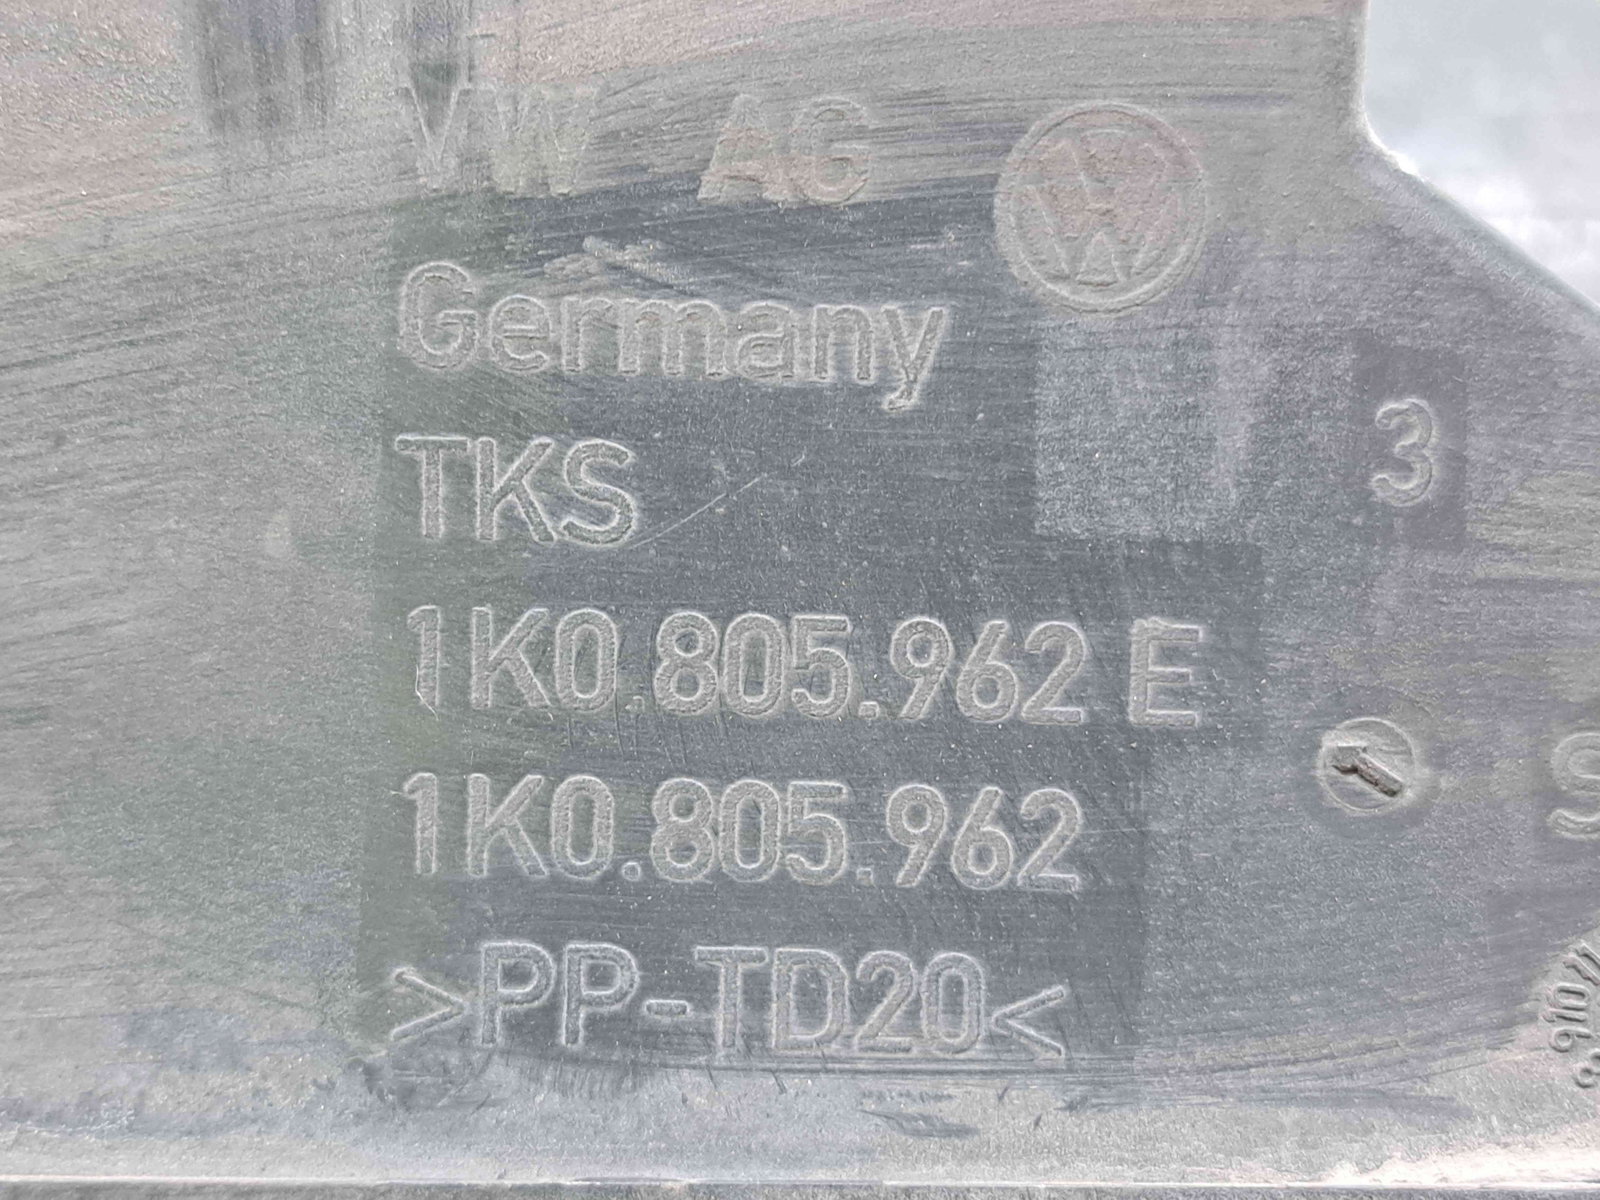 VW AG
Germany
TKS
3
1K0.805.962 E
1K0.805.962
>PP-TD20<